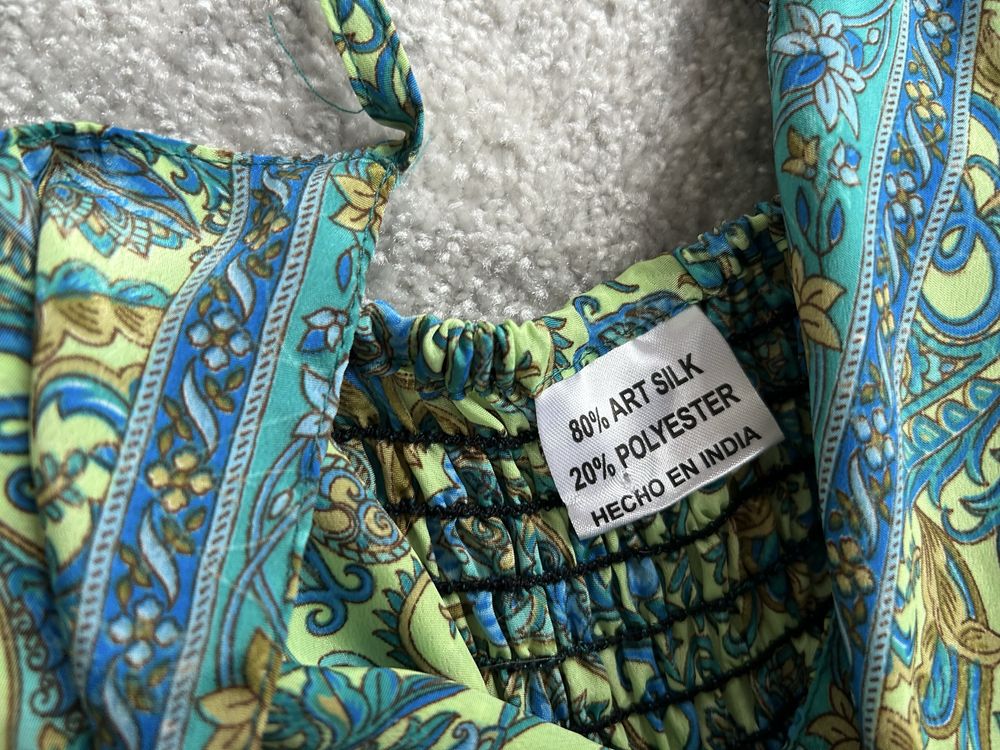 80% ART SILK
20% POLYESTER
HECHO EN INDIA